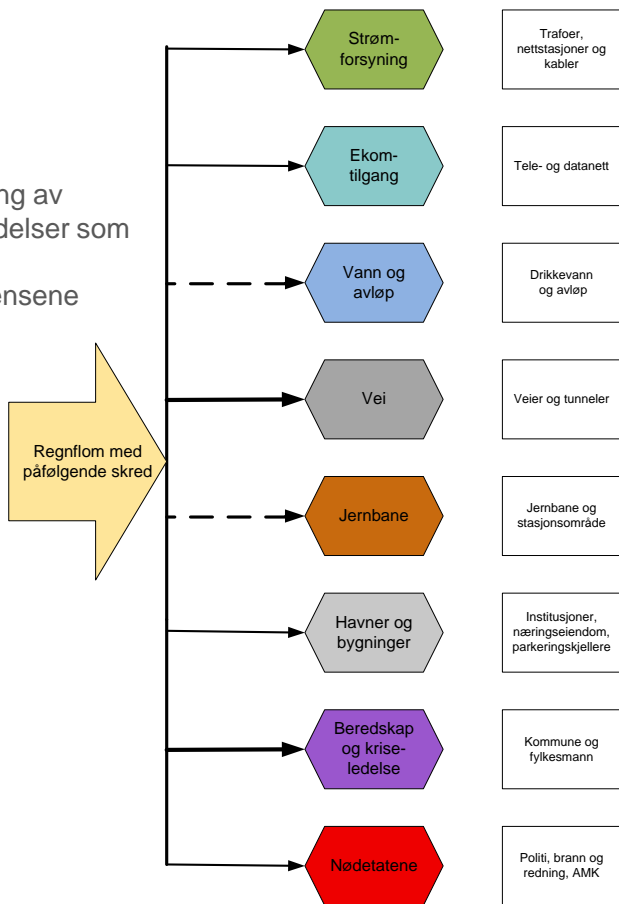 ng av
delser som
ensene
Regnflom med
påfølgende skred
Strøm-
forsyning
Trafoer,
nettstasjoner og
kabler
Ekom-
tilgang
Tele- og datanett
Vann og
avløp
Drikkevann
og avløp
Vei
Veier og tunneler
Jernbane
Jernbane og
stasjonsområde
Havner og
bygninger
Institusjoner,
næringseiendom,
parkeringskjellere
Beredskap
og krise-
ledelse
Kommune og
fylkesmann
Nødetatene
Politi, brann og
redning, AMK